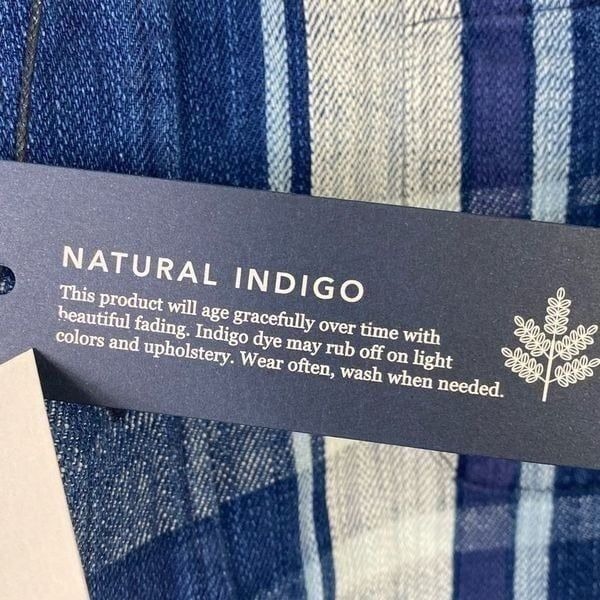 NATURAL INDIGO
This product will age gracefully over time with
beautiful fading. Indigo dye may rub off on light
colors and upholstery. Wear often, wash when needed.